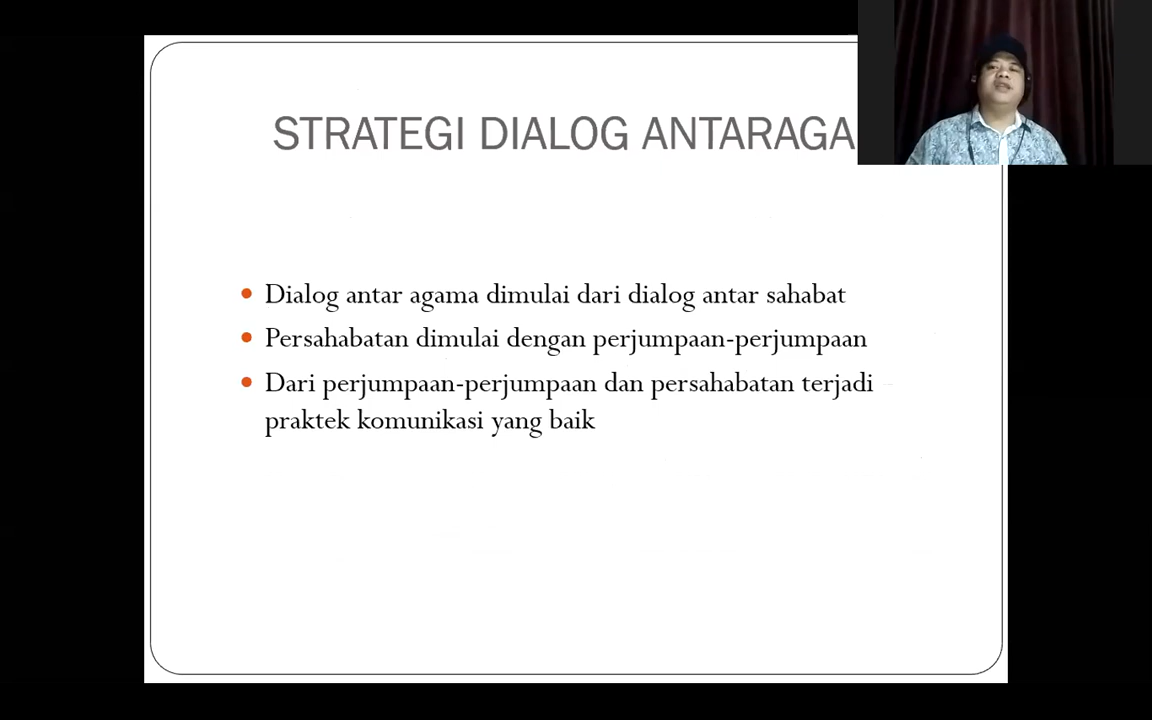 STRATEGI DIALOG ANTARAGA
Dialog antar agama dimulai dari dialog antar sahabat
Persahabatan dimulai dengan perjumpaan-perjumpaan
Dari perjumpaan-perjumpaan dan persahabatan terjadi
praktek komunikasi yang baik